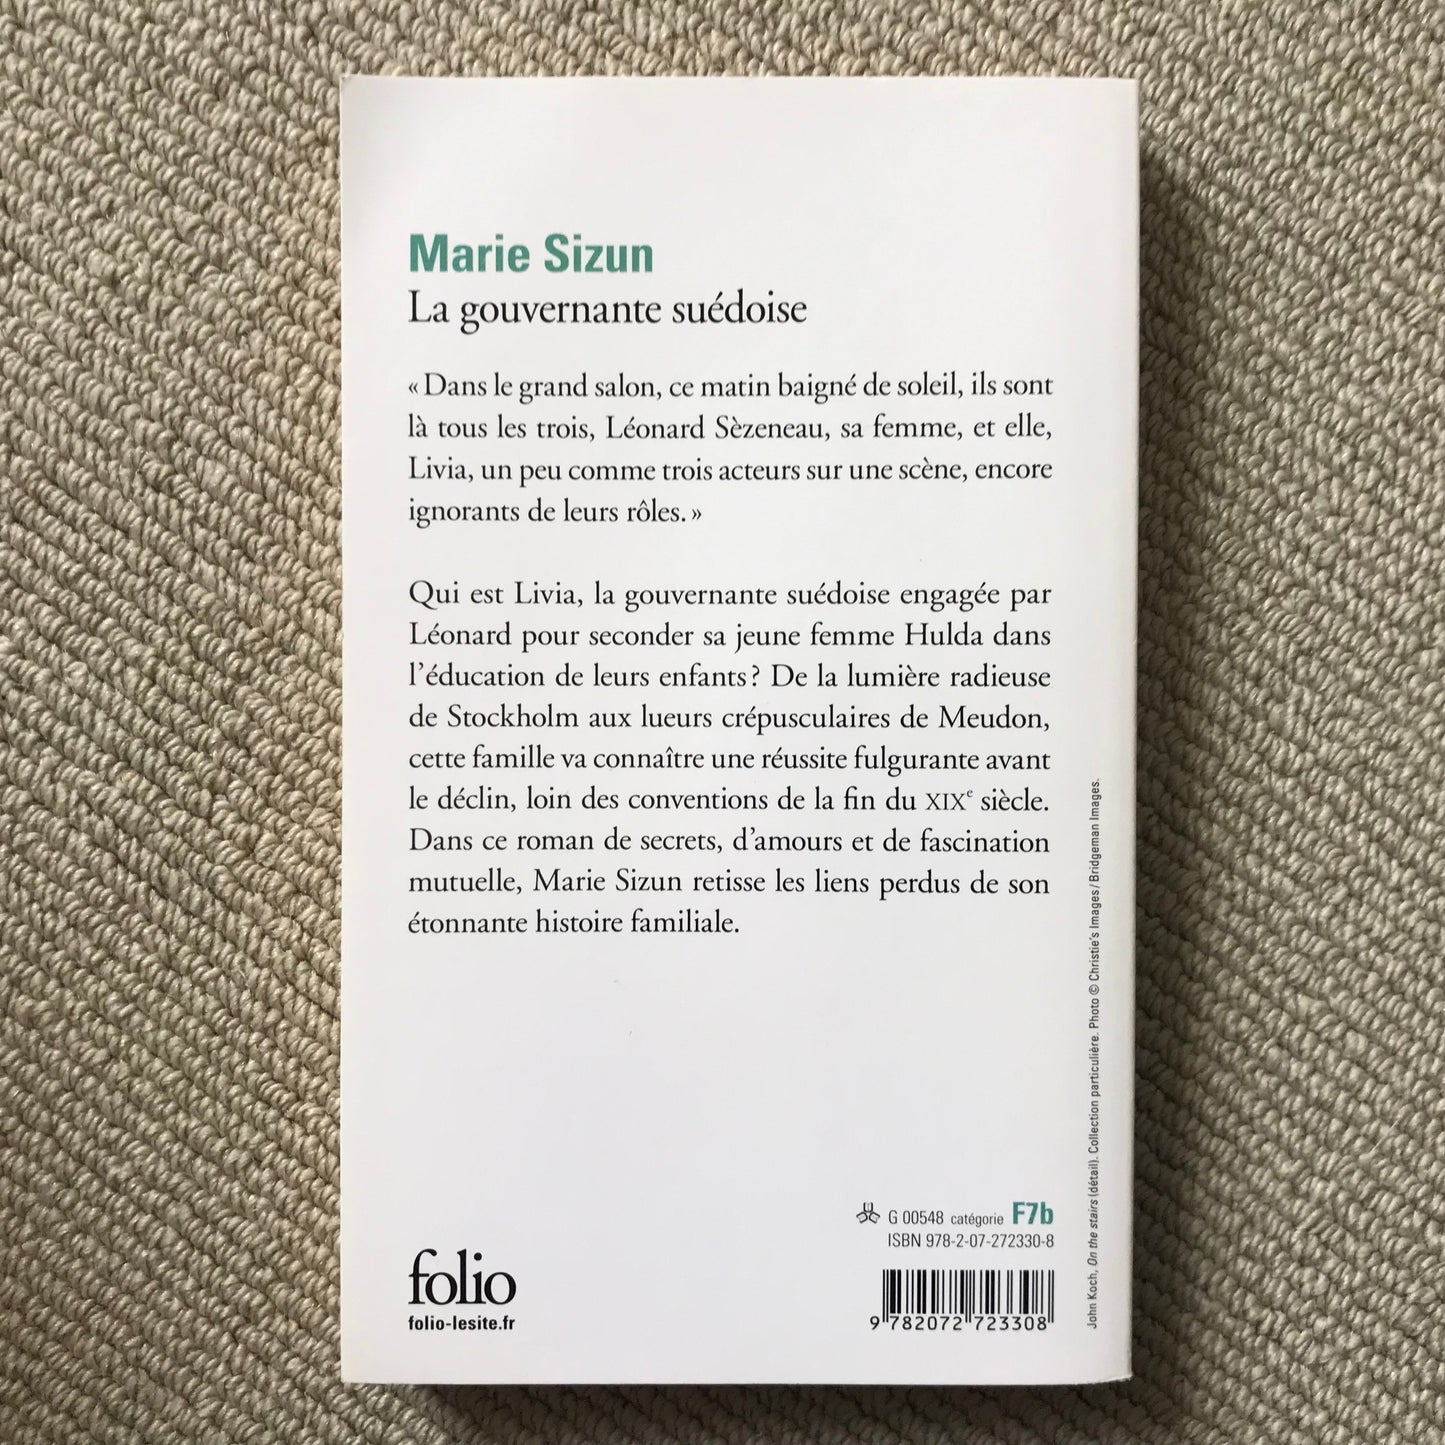 Marie Sizun
La gouvernante suédoise
« Dans le grand salon, ce matin baigné de soleil, ils sont
là tous les trois, Léonard Sèzeneau, sa femme, et elle,
Livia, un peu comme trois acteurs sur une scène, encore
ignorants de leurs rôles. »
Qui est Livia, la gouvernante suédoise engagée par
Léonard pour seconder sa jeune femme Hulda dans
l'éducation de leurs enfants ? De la lumière radieuse
de Stockholm aux lueurs crépusculaires de Meudon,
cette famille va connaître une réussite fulgurante avant
le déclin, loin des conventions de la fin du XIXe siècle.
Dans ce roman de secrets, d'amours et de fascination
mutuelle, Marie Sizun retisse les liens perdus de son
étonnante histoire familiale.
G 00548 catégorie F7b
ISBN 978-2-07-272330-8
folio
folio-lesite.fr
9 782072 723308
John Koch, On the stairs (détail). Collection particulière. Photo © Christie's Images / Bridgeman Images.